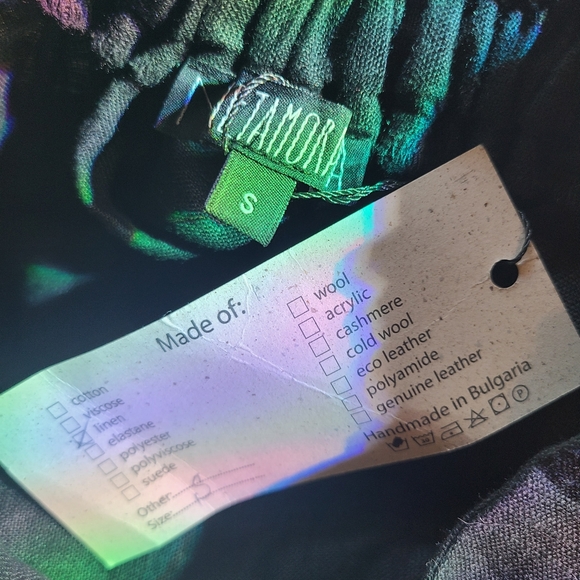 METAMORA
S
Made of:
cotton
viscose
linen
elastane
polyester
polyviscose
suede
Other:
Size:
wool
acrylic
cashmere
cold wool
eco leather
polyamide
genuine leather
Handmade in Bulgaria
P